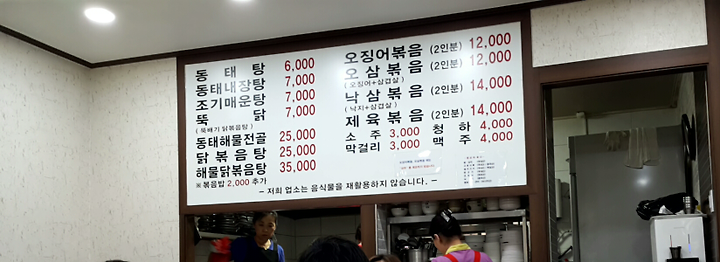 동태탕 6,000
동태내장탕 7,000
조기매운탕 7,000
뚝닭 7,000
( 뚝배기 닭볶음탕 )
동태해물전골 25,000
닭볶음탕 25,000
해물닭볶음탕 35,000
※ 볶음밥 2,000 추가
오징어볶음 (2인분) 12,000
오삼볶음 (2인분) 12,000
( 오징어+삼겹살 )
낙삼볶음 (2인분) 14,000
( 낙지+삼겹살 )
제육볶음 (2인분) 14,000
소주 3,000 청하 4,000
막걸리 3,000 맥주 4,000
– 저희 업소는 음식물을 재활용하지 않습니다. –